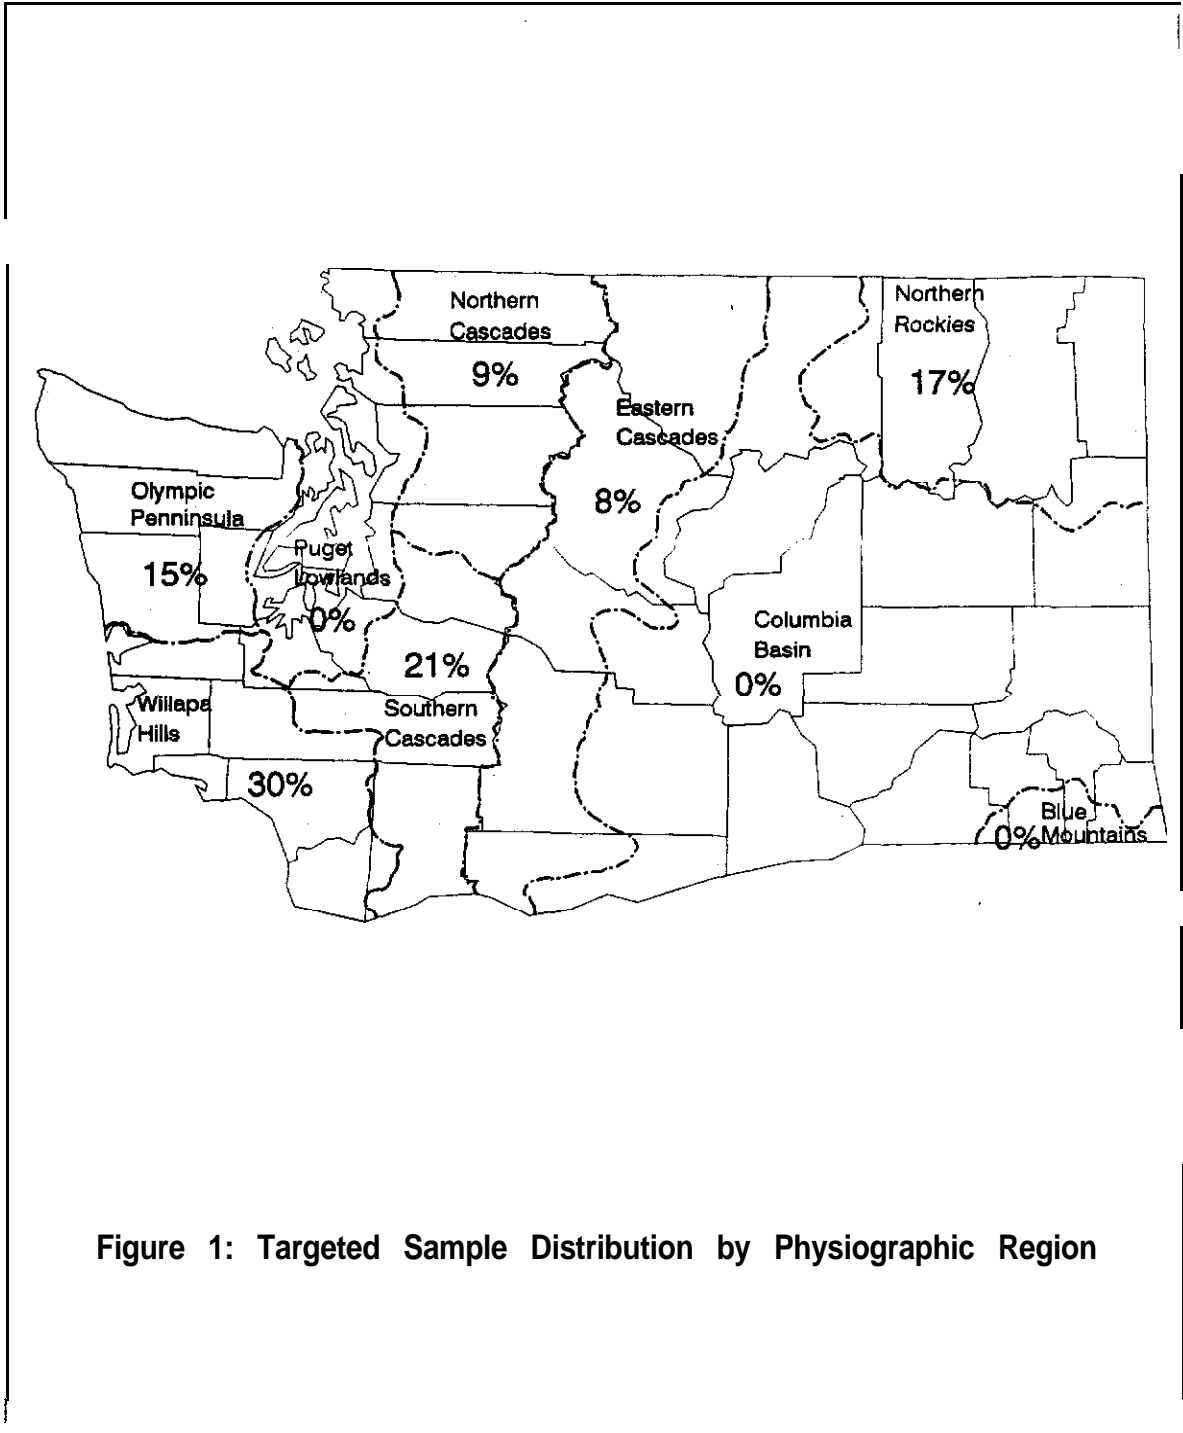 Northern
Cascades
9%
Northern
Rockies
17%
Eastern
Cascades
8%
Olympic
Penninsula
15%
Puget
Lowlands
0%
Columbia
Basin
0%
21%
Southern
Cascades
Willapa
Hills
30%
Blue
Mountains
0%
Figure 1: Targeted Sample Distribution by Physiographic Region